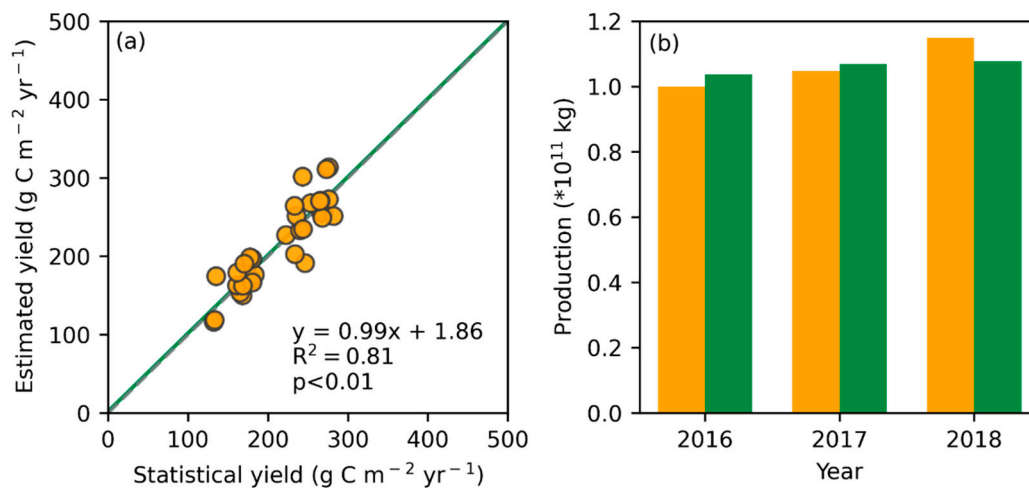 (a)
500
400
300
200
100
0
Estimated yield (g C m⁻² yr⁻¹)
y = 0.99x + 1.86
R² = 0.81
p<0.01
0 100 200 300 400 500
Statistical yield (g C m⁻² yr⁻¹)
(b)
1.2
1.0
0.8
0.6
0.4
0.2
0.0
Production (*10¹¹ kg)
2016 2017 2018
Year